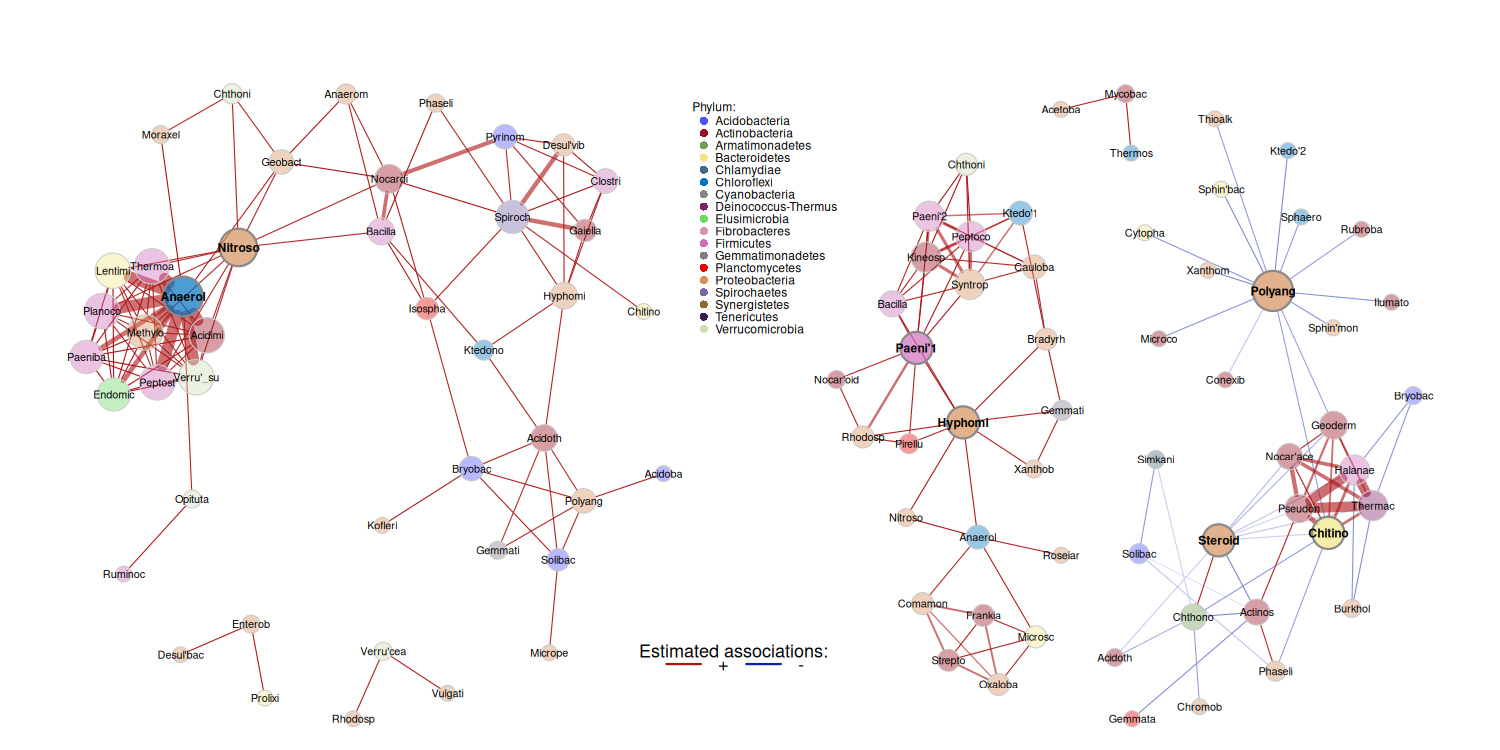 Chthoni
Anaerom
Phaseli
Moraxel
Pyrinom
Desul'vib
Geobact
Nocardi
Clostri
Spiroch
Bacilla
Gaiella
Nitroso
Lentimi
Thermoa
Anaerol
Hyphomi
Planoco
Isospha
Chitino
Methylo
Acidimi
Ktedono
Paeniba
Peptost
Verru'_su
Endomic
Acidoth
Bryobac
Acidoba
Opituta
Polyang
Kofleri
Gemmati
Solibac
Ruminoc
Enterob
Desul'bac
Verru'cea
Micrope
Prolixi
Vulgati
Rhodosp
Phylum:
Acidobacteria
Actinobacteria
Armatimonadetes
Bacteroidetes
Chlamydiae
Chloroflexi
Cyanobacteria
Deinococcus-Thermus
Elusimicrobia
Fibrobacteres
Firmicutes
Gemmatimonadetes
Planctomycetes
Proteobacteria
Spirochaetes
Synergistetes
Tenericutes
Verrucomicrobia
Estimated associations:
+ -
Mycobac
Acetoba
Thermos
Chthoni
Paeni'2
Ktedo'1
Peptoco
Kineosp
Cauloba
Syntrop
Bacilla
Paeni'1
Bradyrh
Nocar'oid
Gemmati
Hyphomi
Rhodosp
Pirellu
Xanthob
Nitroso
Anaerol
Roseiar
Comamon
Frankia
Microsc
Strepto
Oxaloba
Thioalk
Ktedo'2
Sphin'bac
Sphaero
Cytopha
Rubroba
Xanthom
Polyang
Ilumato
Sphin'mon
Microco
Conexib
Bryobac
Geoderm
Simkani
Nocar'ace
Halanae
Pseudon
Thermac
Steroid
Chitino
Solibac
Chthono
Actinos
Burkhol
Acidoth
Phaseli
Chromob
Gemmata